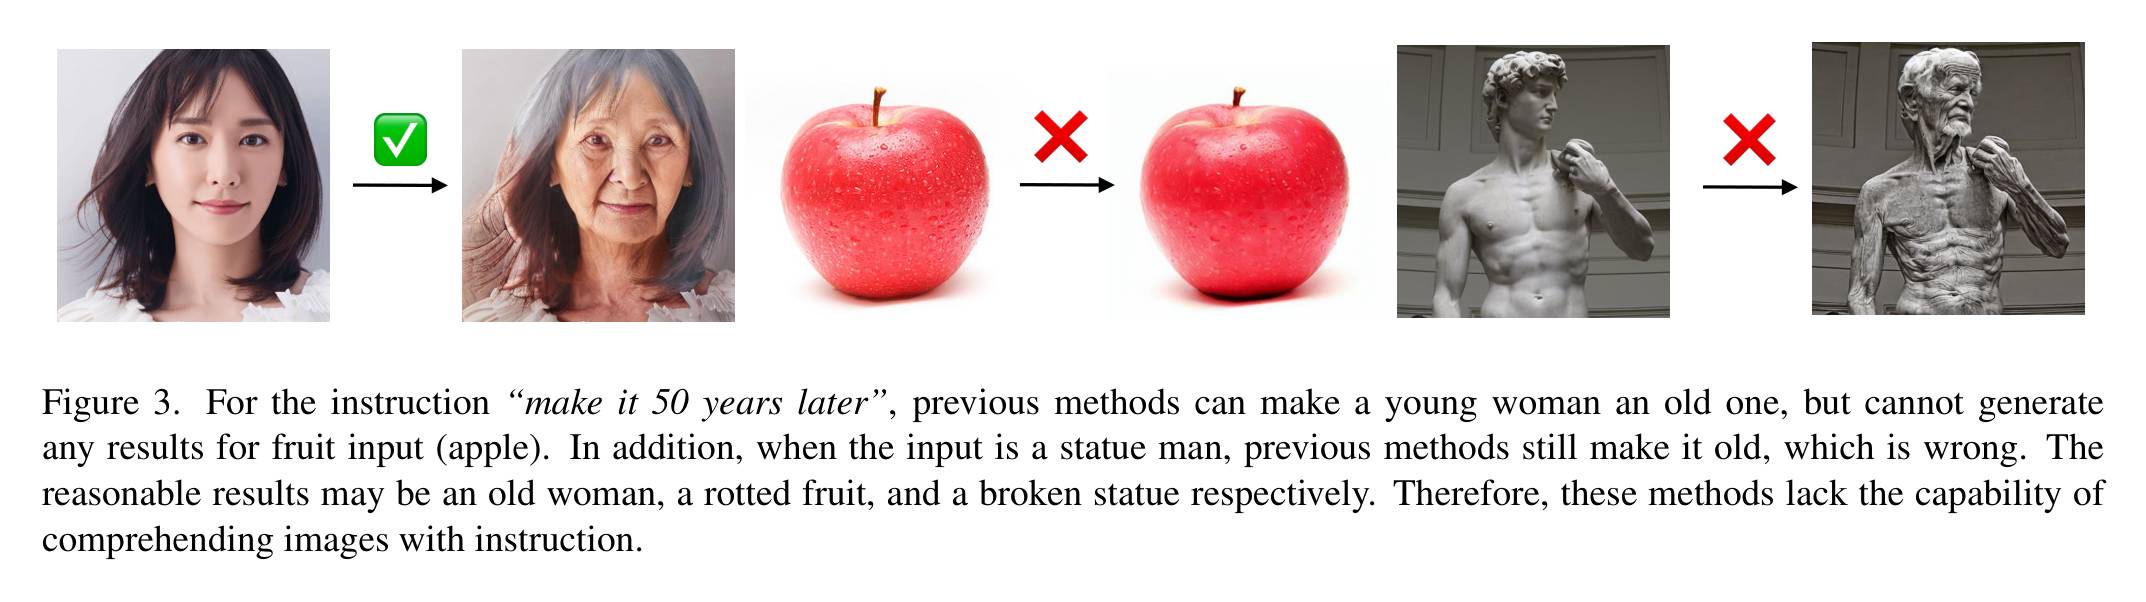 Figure 3. For the instruction “make it 50 years later”, previous methods can make a young woman an old one, but cannot generate
any results for fruit input (apple). In addition, when the input is a statue man, previous methods still make it old, which is wrong. The
reasonable results may be an old woman, a rotted fruit, and a broken statue respectively. Therefore, these methods lack the capability of
comprehending images with instruction.